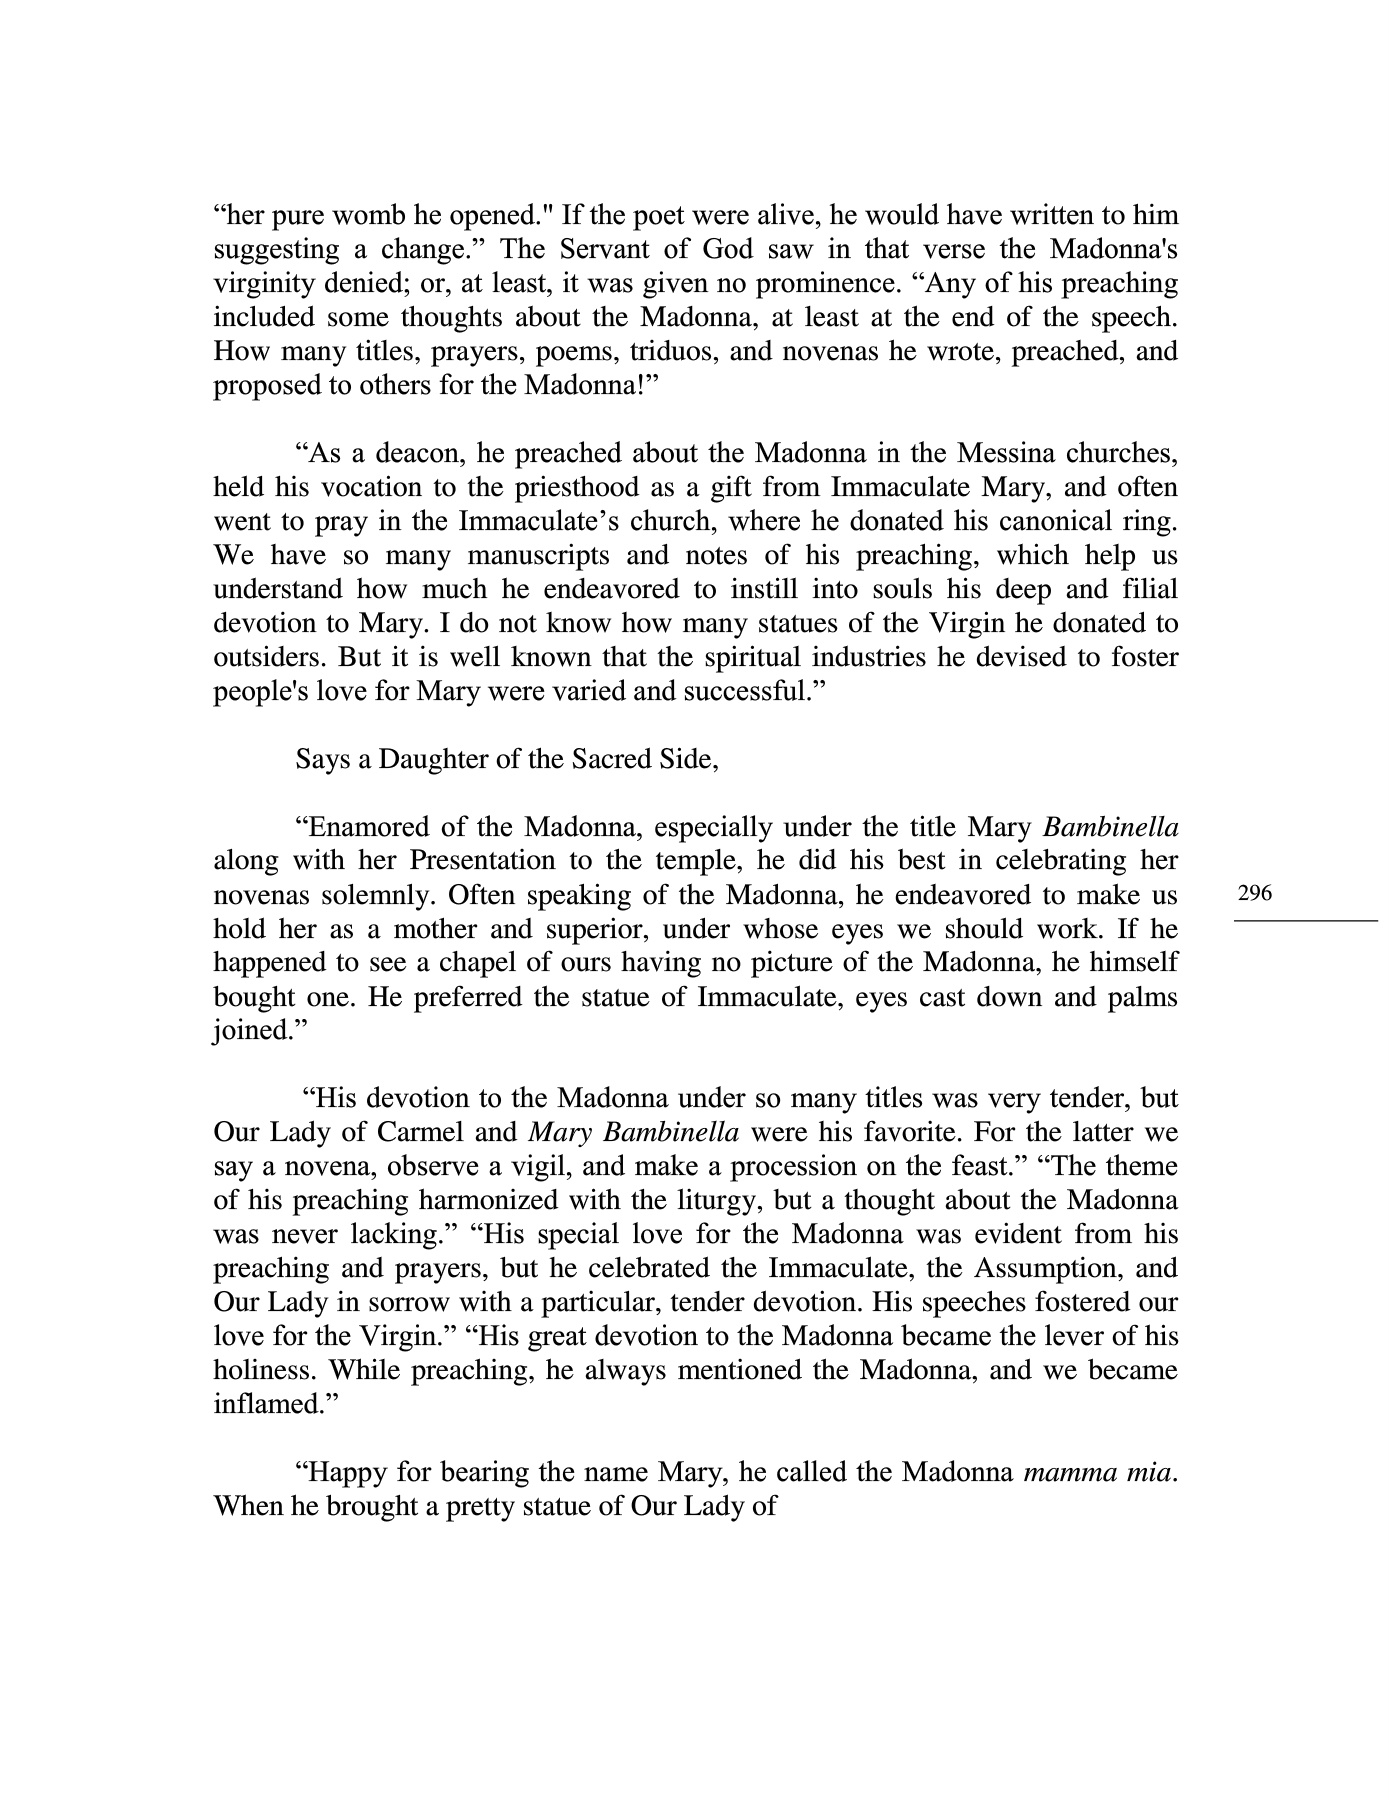 “her pure womb he opened." If the poet were alive, he would have written to him
suggesting a change.” The Servant of God saw in that verse the Madonna's
virginity denied; or, at least, it was given no prominence. “Any of his preaching
included some thoughts about the Madonna, at least at the end of the speech.
How many titles, prayers, poems, triduos, and novenas he wrote, preached, and
proposed to others for the Madonna!”
“As a deacon, he preached about the Madonna in the Messina churches,
held his vocation to the priesthood as a gift from Immaculate Mary, and often
went to pray in the Immaculate’s church, where he donated his canonical ring.
We have so many manuscripts and notes of his preaching, which help us
understand how much he endeavored to instill into souls his deep and filial
devotion to Mary. I do not know how many statues of the Virgin he donated to
outsiders. But it is well known that the spiritual industries he devised to foster
people's love for Mary were varied and successful.”
Says a Daughter of the Sacred Side,
“Enamored of the Madonna, especially under the title Mary Bambinella
along with her Presentation to the temple, he did his best in celebrating her
novenas solemnly. Often speaking of the Madonna, he endeavored to make us
hold her as a mother and superior, under whose eyes we should work. If he
happened to see a chapel of ours having no picture of the Madonna, he himself
bought one. He preferred the statue of Immaculate, eyes cast down and palms
joined.”
“His devotion to the Madonna under so many titles was very tender, but
Our Lady of Carmel and Mary Bambinella were his favorite. For the latter we
say a novena, observe a vigil, and make a procession on the feast.” “The theme
of his preaching harmonized with the liturgy, but a thought about the Madonna
was never lacking.” “His special love for the Madonna was evident from his
preaching and prayers, but he celebrated the Immaculate, the Assumption, and
Our Lady in sorrow with a particular, tender devotion. His speeches fostered our
love for the Virgin.” “His great devotion to the Madonna became the lever of his
holiness. While preaching, he always mentioned the Madonna, and we became
inflamed.”
“Happy for bearing the name Mary, he called the Madonna mamma mia.
When he brought a pretty statue of Our Lady of
296